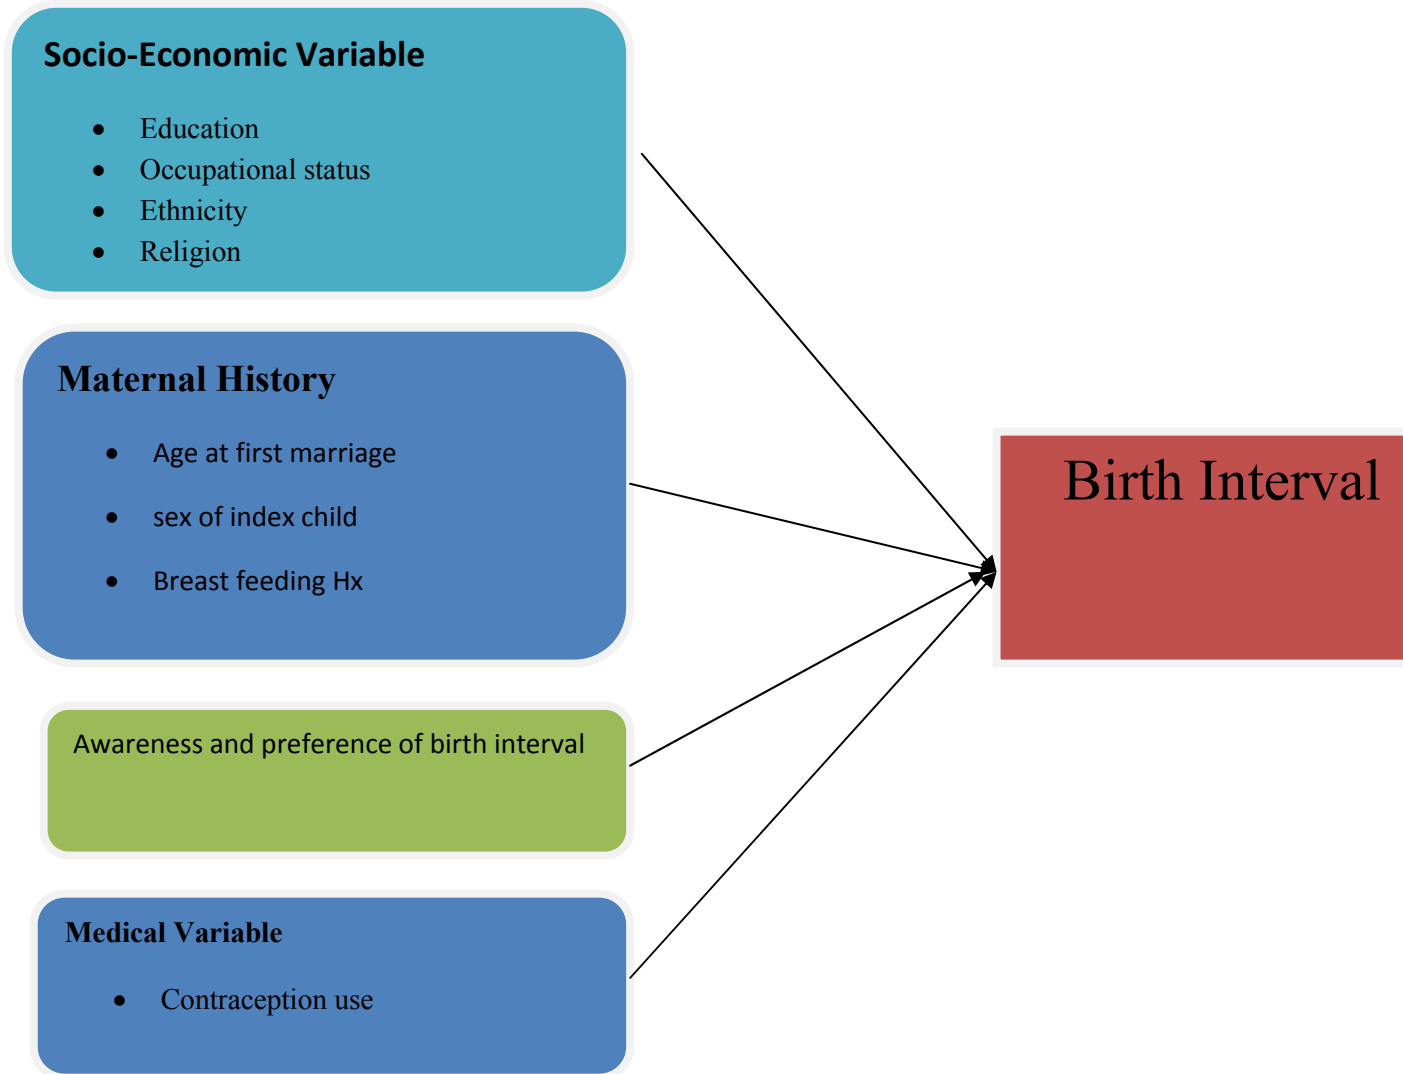 Socio-Economic Variable
• Education
• Occupational status
• Ethnicity
• Religion
Maternal History
• Age at first marriage
• sex of index child
• Breast feeding Hx
Awareness and preference of birth interval
Medical Variable
• Contraception use
Birth Interval